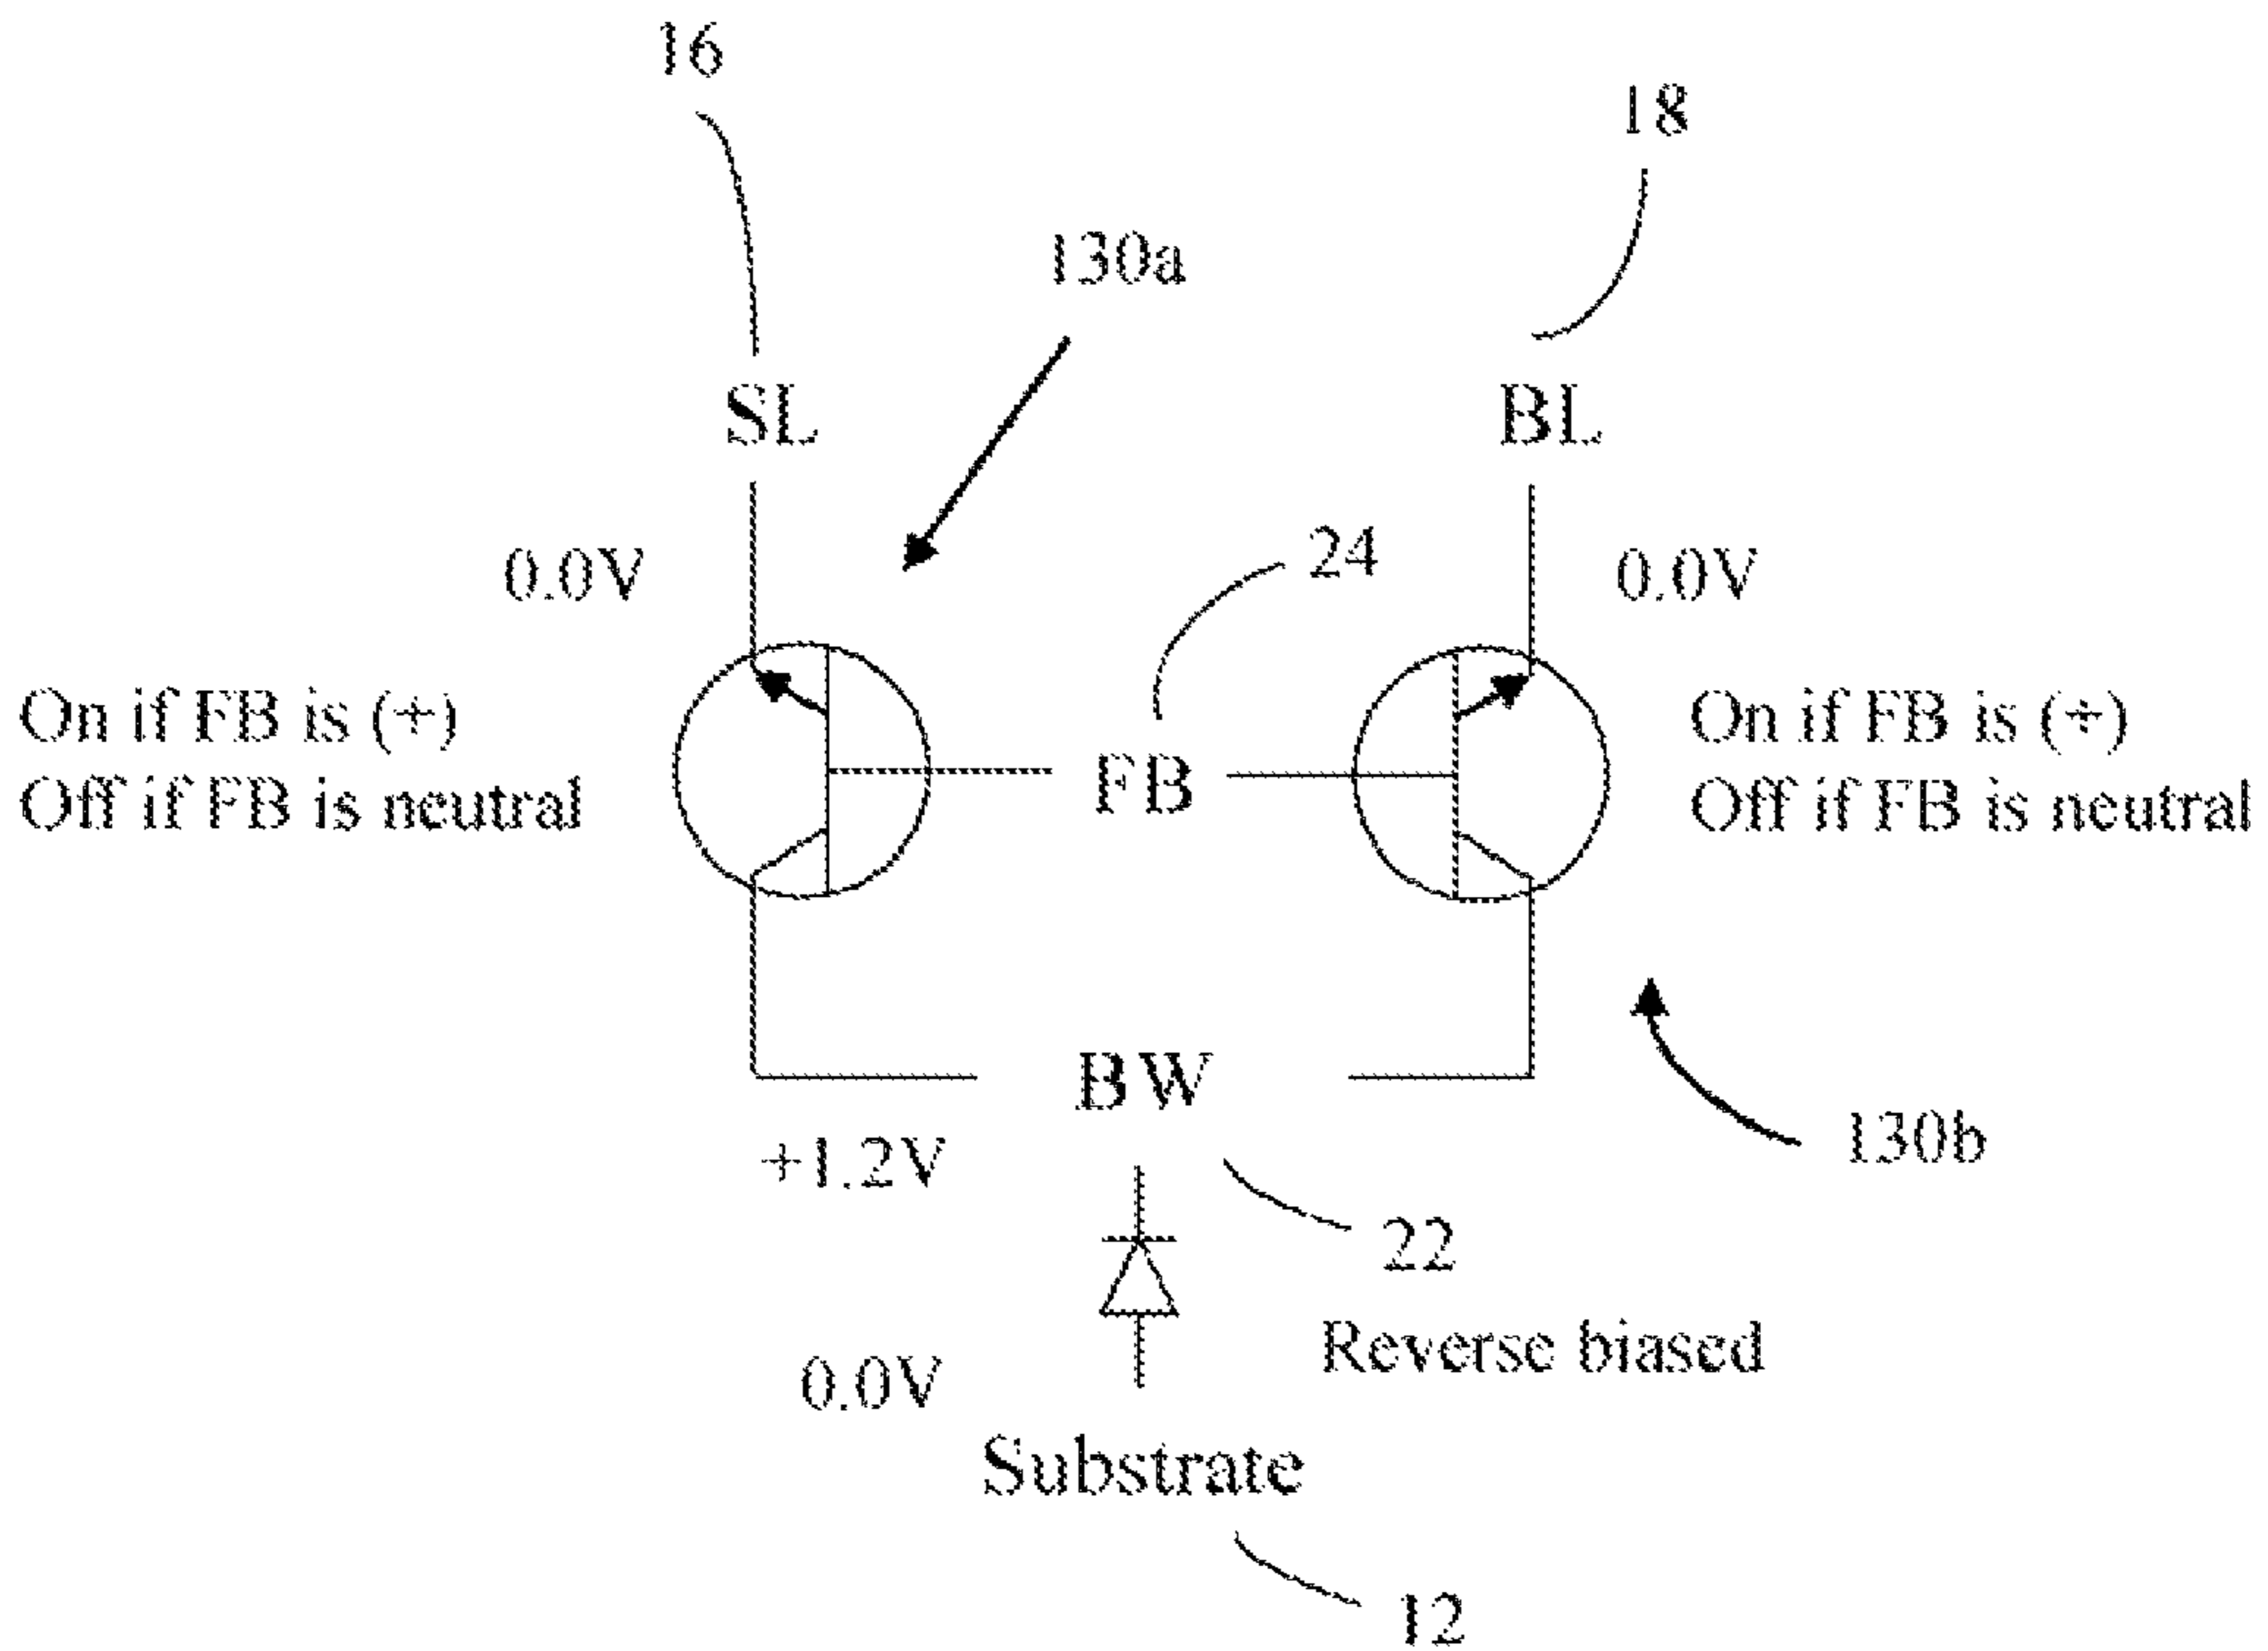 16
18
130a
SL
BL
0.0V
24
0.0V
On if FB is (+)
Off if FB is neutral
FB
On if FB is (+)
Off if FB is neutral
BW
+1.2V
130b
22
Reverse biased
0.0V
Substrate
12